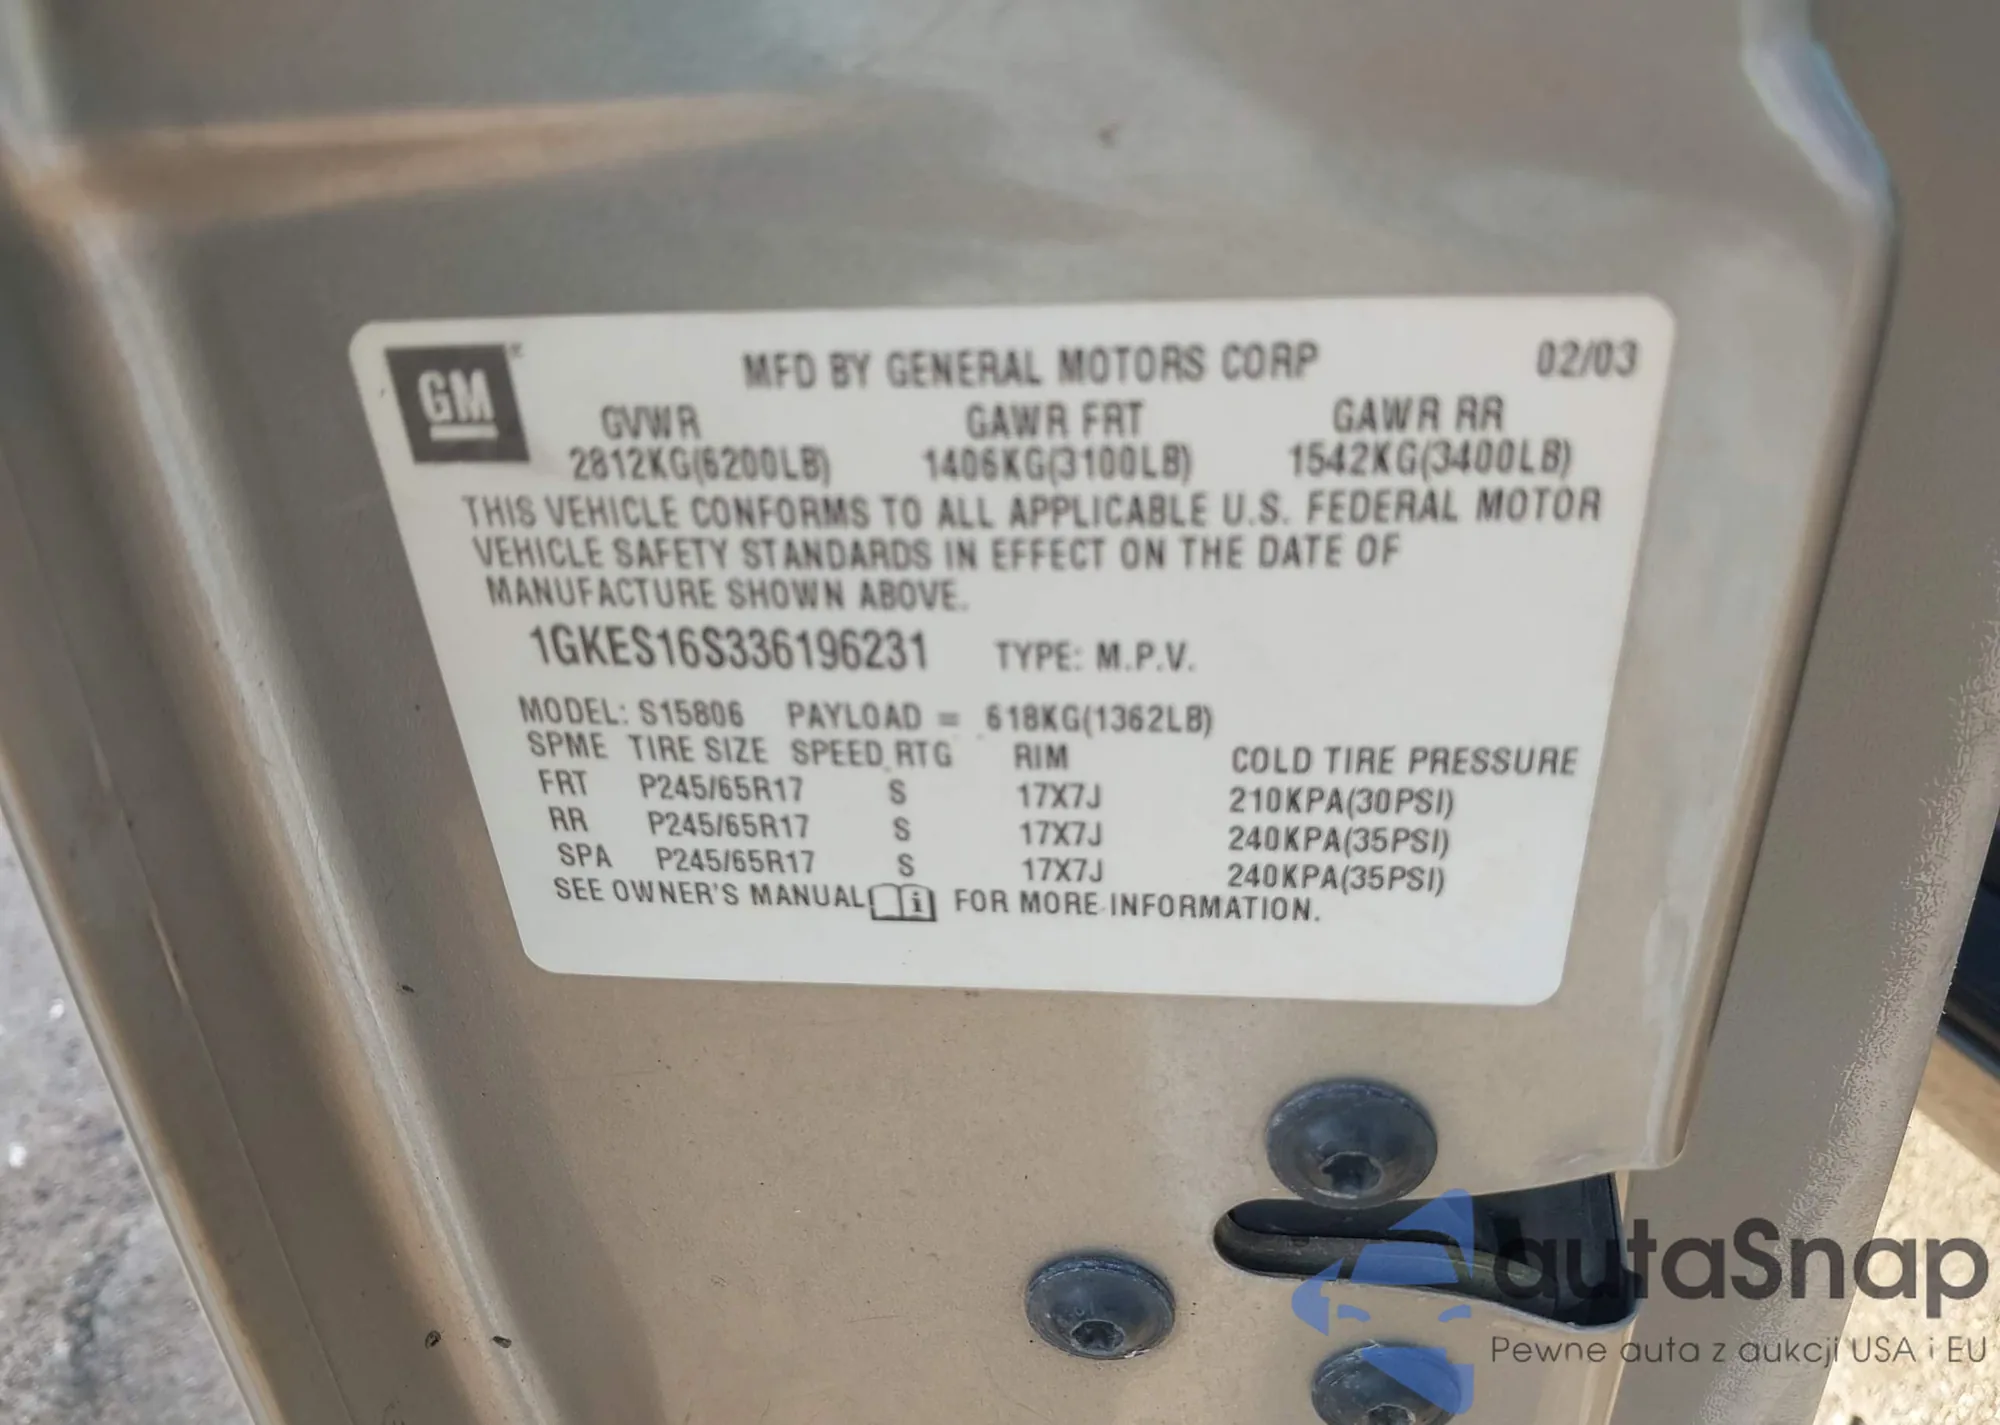 GM
MFD BY GENERAL MOTORS CORP 02/03
GVWR GAWR FRT GAWR RR
2812KG(6200LB) 1406KG(3100LB) 1542KG(3400LB)
THIS VEHICLE CONFORMS TO ALL APPLICABLE U.S. FEDERAL MOTOR
VEHICLE SAFETY STANDARDS IN EFFECT ON THE DATE OF
MANUFACTURE SHOWN ABOVE.
1GKES16S336196231 TYPE: M.P.V.
MODEL: S15806 PAYLOAD = 618KG(1362LB)
SPME TIRE SIZE SPEED RTG RIM COLD TIRE PRESSURE
FRT P245/65R17 S 17X7J 210KPA(30PSI)
RR P245/65R17 S 17X7J 240KPA(35PSI)
SPA P245/65R17 S 17X7J 240KPA(35PSI)
SEE OWNER'S MANUAL i FOR MORE INFORMATION.
autaSnap
Pewne auta z aukcji USA i EU